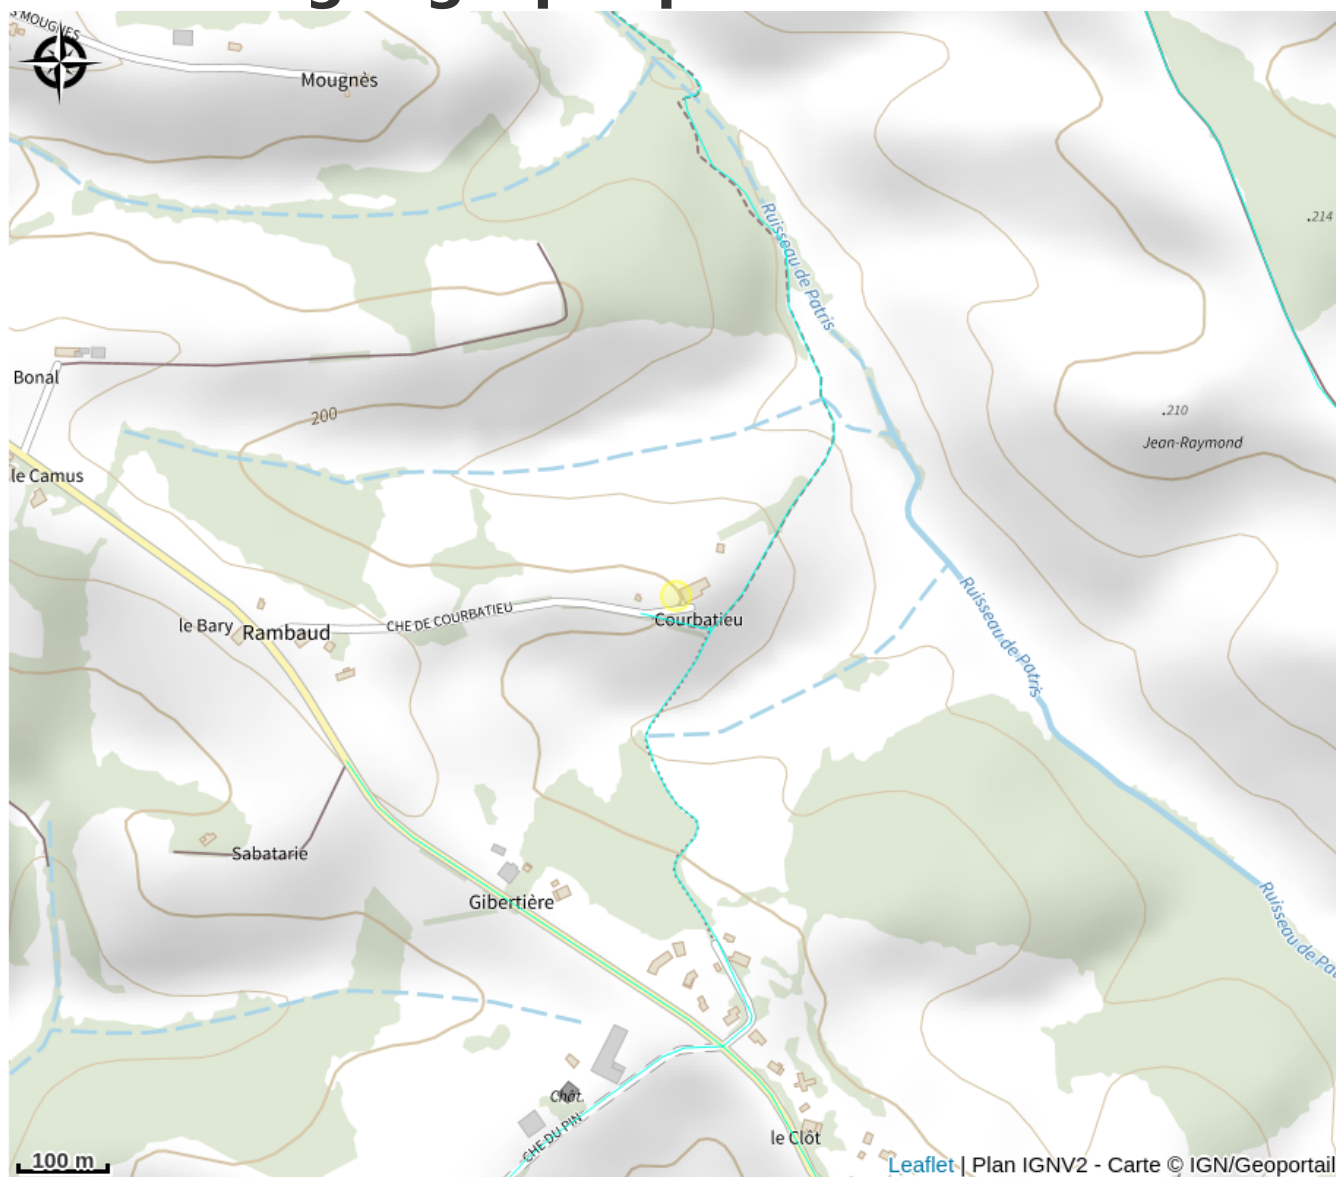 S MOUGNES
Mougnès
Ruisseau de Patris
.214
Bonal
200
.210
Jean-Raymond
le Camus
CHE DE COURBATIEU
Courbatieu
le Bary
Rambaud
Ruisseau de Patris
Sabatarie
Gibertière
Ruisseau de Pat
Chât.
CHE DU PIN
le Clôt
100 m
Leaflet | Plan IGNV2 - Carte © IGN/Geoportail